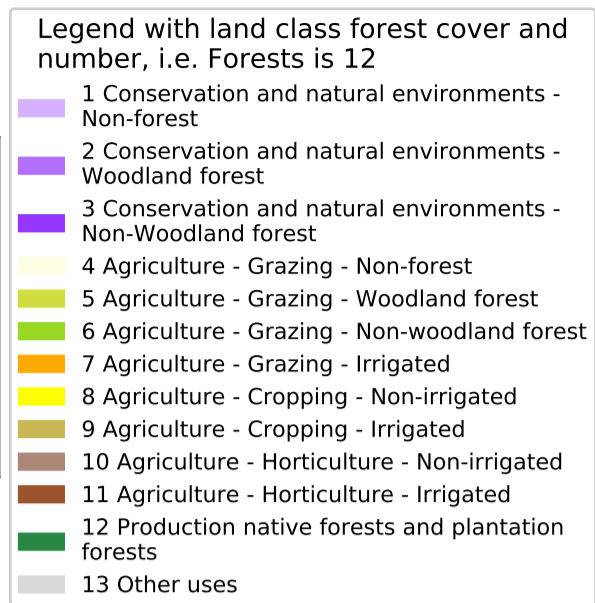 Legend with land class forest cover and
number, i.e. Forests is 12
1 Conservation and natural environments -
Non-forest
2 Conservation and natural environments -
Woodland forest
3 Conservation and natural environments -
Non-Woodland forest
4 Agriculture - Grazing - Non-forest
5 Agriculture - Grazing - Woodland forest
6 Agriculture - Grazing - Non-woodland forest
7 Agriculture - Grazing - Irrigated
8 Agriculture - Cropping - Non-irrigated
9 Agriculture - Cropping - Irrigated
10 Agriculture - Horticulture - Non-irrigated
11 Agriculture - Horticulture - Irrigated
12 Production native forests and plantation
forests
13 Other uses